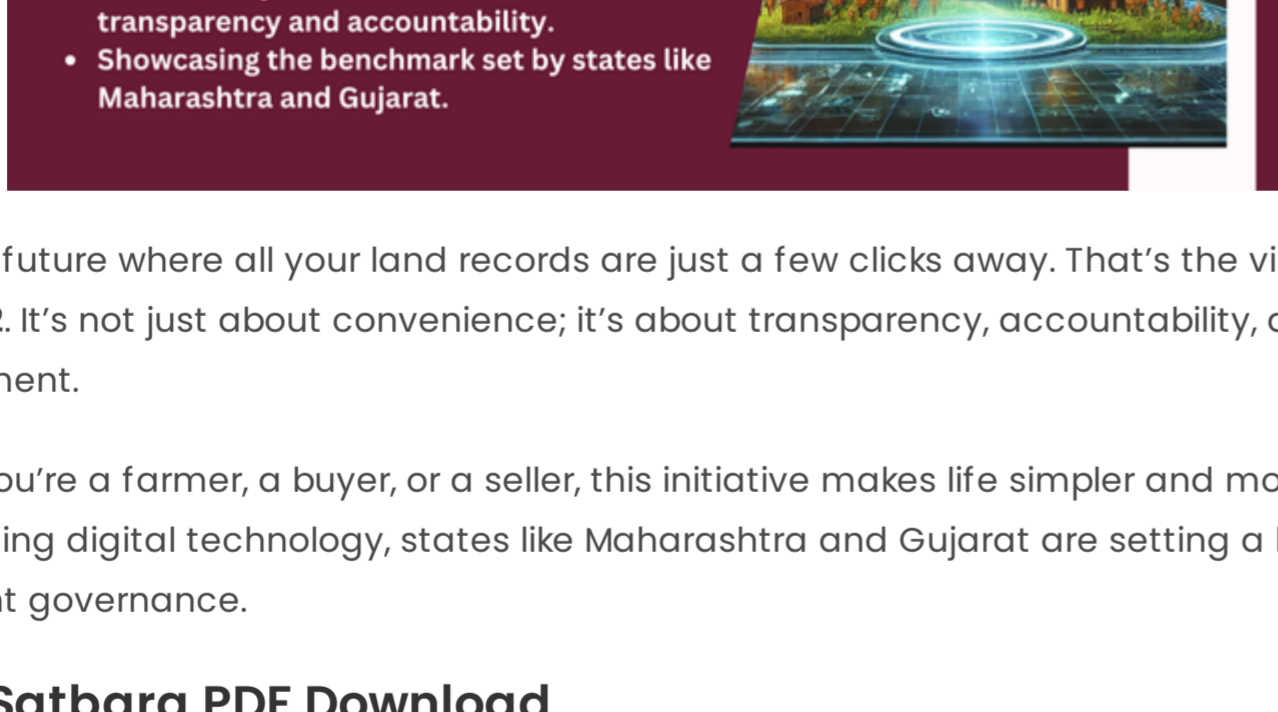 transparency and accountability.
• Showcasing the benchmark set by states like
Maharashtra and Gujarat.
future where all your land records are just a few clicks away. That’s the
. It’s not just about convenience; it’s about transparency, accountability,
ou’re a farmer, a buyer, or a seller, this initiative makes life simpler and
ing digital technology, states like Maharashtra and Gujarat are setting a
governance.
Satbara PDF Download